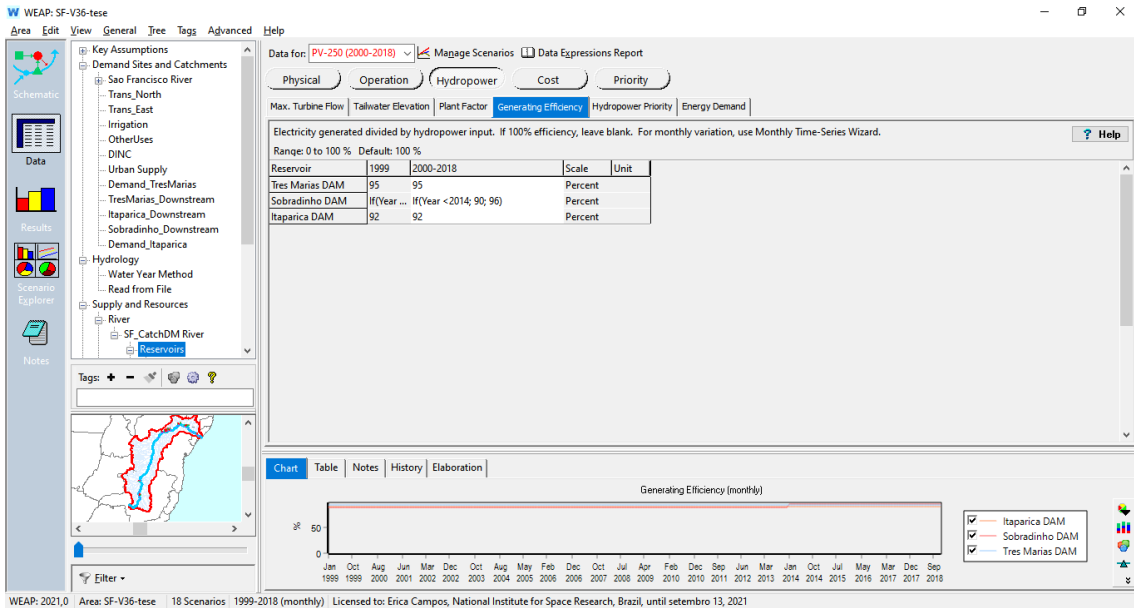 WEAP: SF-V36-tese
Area Edit View General Tree Tags Advanced Help
Schematic
Data
Results
Scenario
Explorer
Notes
Key Assumptions
Demand Sites and Catchments
Sao Francisco River
Trans_North
Trans_East
Irrigation
OtherUses
DINC
Urban Supply
Demand_TresMarias
TresMarias_Downstream
Itaparica_Downstream
Sobradinho_Downstream
Demand_Itaparica
Hydrology
Water Year Method
Read from File
Supply and Resources
River
SF_CatchDM River
Reservoirs
Tags:
Filter
Data for: PV-250 (2000-2018) Manage Scenarios Data Expressions Report
Physical Operation Hydropower Cost Priority
Max. Turbine Flow Tailwater Elevation Plant Factor Generating Efficiency Hydropower Priority Energy Demand
Electricity generated divided by hydropower input. If 100% efficiency, leave blank. For monthly variation, use Monthly Time-Series Wizard.
? Help
Range: 0 to 100 % Default: 100 %
Reservoir 1999 2000-2018 Scale Unit
Tres Marias DAM 95 95 Percent
Sobradinho DAM If(Year ... If(Year <2014; 90; 96) Percent
Itaparica DAM 92 92 Percent
Chart Table Notes History Elaboration
Generating Efficiency (monthly)
%
50
0
Jan Oct Aug Jun Mar Dec Oct Aug May Feb Dec Oct Jul Apr Feb Dec Sep Jun Mar Jan Oct Jul May Mar Dec Sep
1999 1999 2000 2001 2002 2002 2003 2004 2005 2006 2006 2007 2008 2009 2010 2010 2011 2012 2013 2014 2014 2015 2016 2017 2017 2018
Itaparica DAM
Sobradinho DAM
Tres Marias DAM
WEAP: 2021,0 Area: SF-V36-tese 18 Scenarios 1999-2018 (monthly) Licensed to: Erica Campos, National Institute for Space Research, Brazil, until setembro 13, 2021